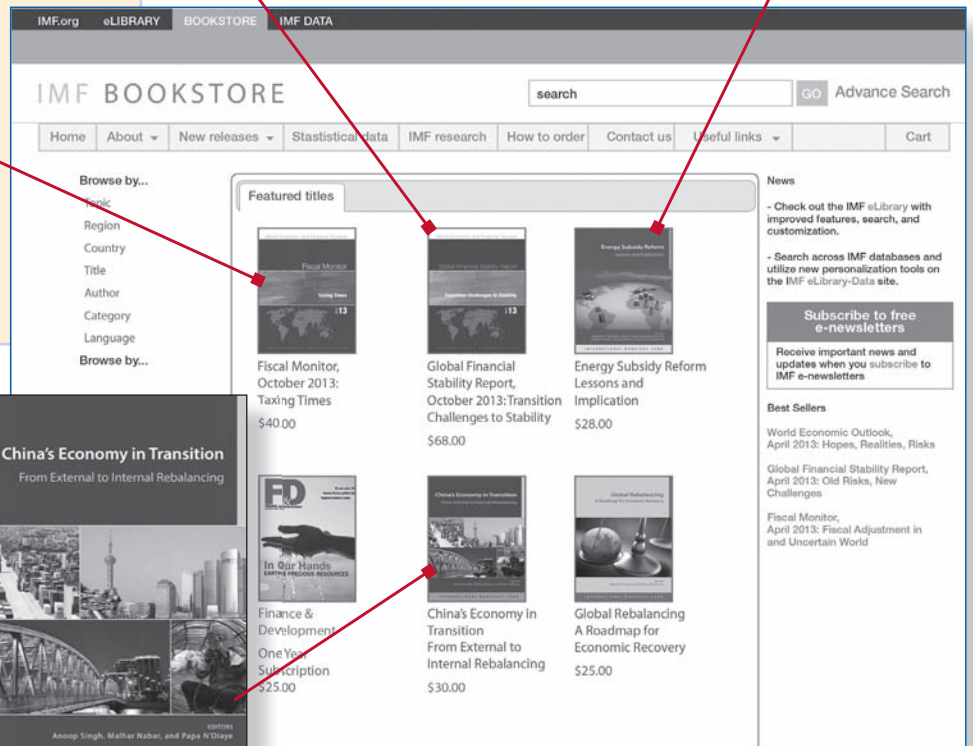 IMF.org eLIBRARY BOOKSTORE IMF DATA
IMF BOOKSTORE
search
GO Advance Search
Home About New releases Stastistical data IMF research How to order Contact us Useful links Cart
Browse by...
Topic
Region
Country
Title
Author
Category
Language
Browse by...
Featured titles
Fiscal Monitor
Taxing Times
13
Fiscal Monitor,
October 2013:
Taxing Times
$40.00
Global Financial Stability Report
Transition Challenges to Stability
13
Global Financial
Stability Report,
October 2013:Transition
Challenges to Stability
$68.00
Energy Subsidy Reform
Lessons and Implications
INTERNATIONAL MONETARY FUND
Energy Subsidy Reform
Lessons and
Implication
$28.00
F&D
In Our Hands
EARTH'S PRECIOUS RESOURCES
Finance &
Development
One Year
Subscription
$25.00
China's Economy in Transition
From External to Internal Rebalancing
China's Economy in
Transition
From External to
Internal Rebalancing
$30.00
Global Rebalancing
A Roadmap for Economic Recovery
INTERNATIONAL MONETARY FUND
Global Rebalancing
A Roadmap for
Economic Recovery
$25.00
News
- Check out the IMF eLibrary with
improved features, search, and
customization.
- Search across IMF databases and
utilize new personalization tools on
the IMF eLibrary-Data site.
Subscribe to free
e-newsletters
Receive important news and
updates when you subscribe to
IMF e-newsletters
Best Sellers
World Economic Outlook,
April 2013: Hopes, Realities, Risks
Global Financial Stability Report,
April 2013: Old Risks, New
Challenges
Fiscal Monitor,
April 2013: Fiscal Adjustment in
and Uncertain World
China's Economy in Transition
From External to Internal Rebalancing
EDITORS
Anoop Singh, Malhar Nabar, and Papa N'Diaye